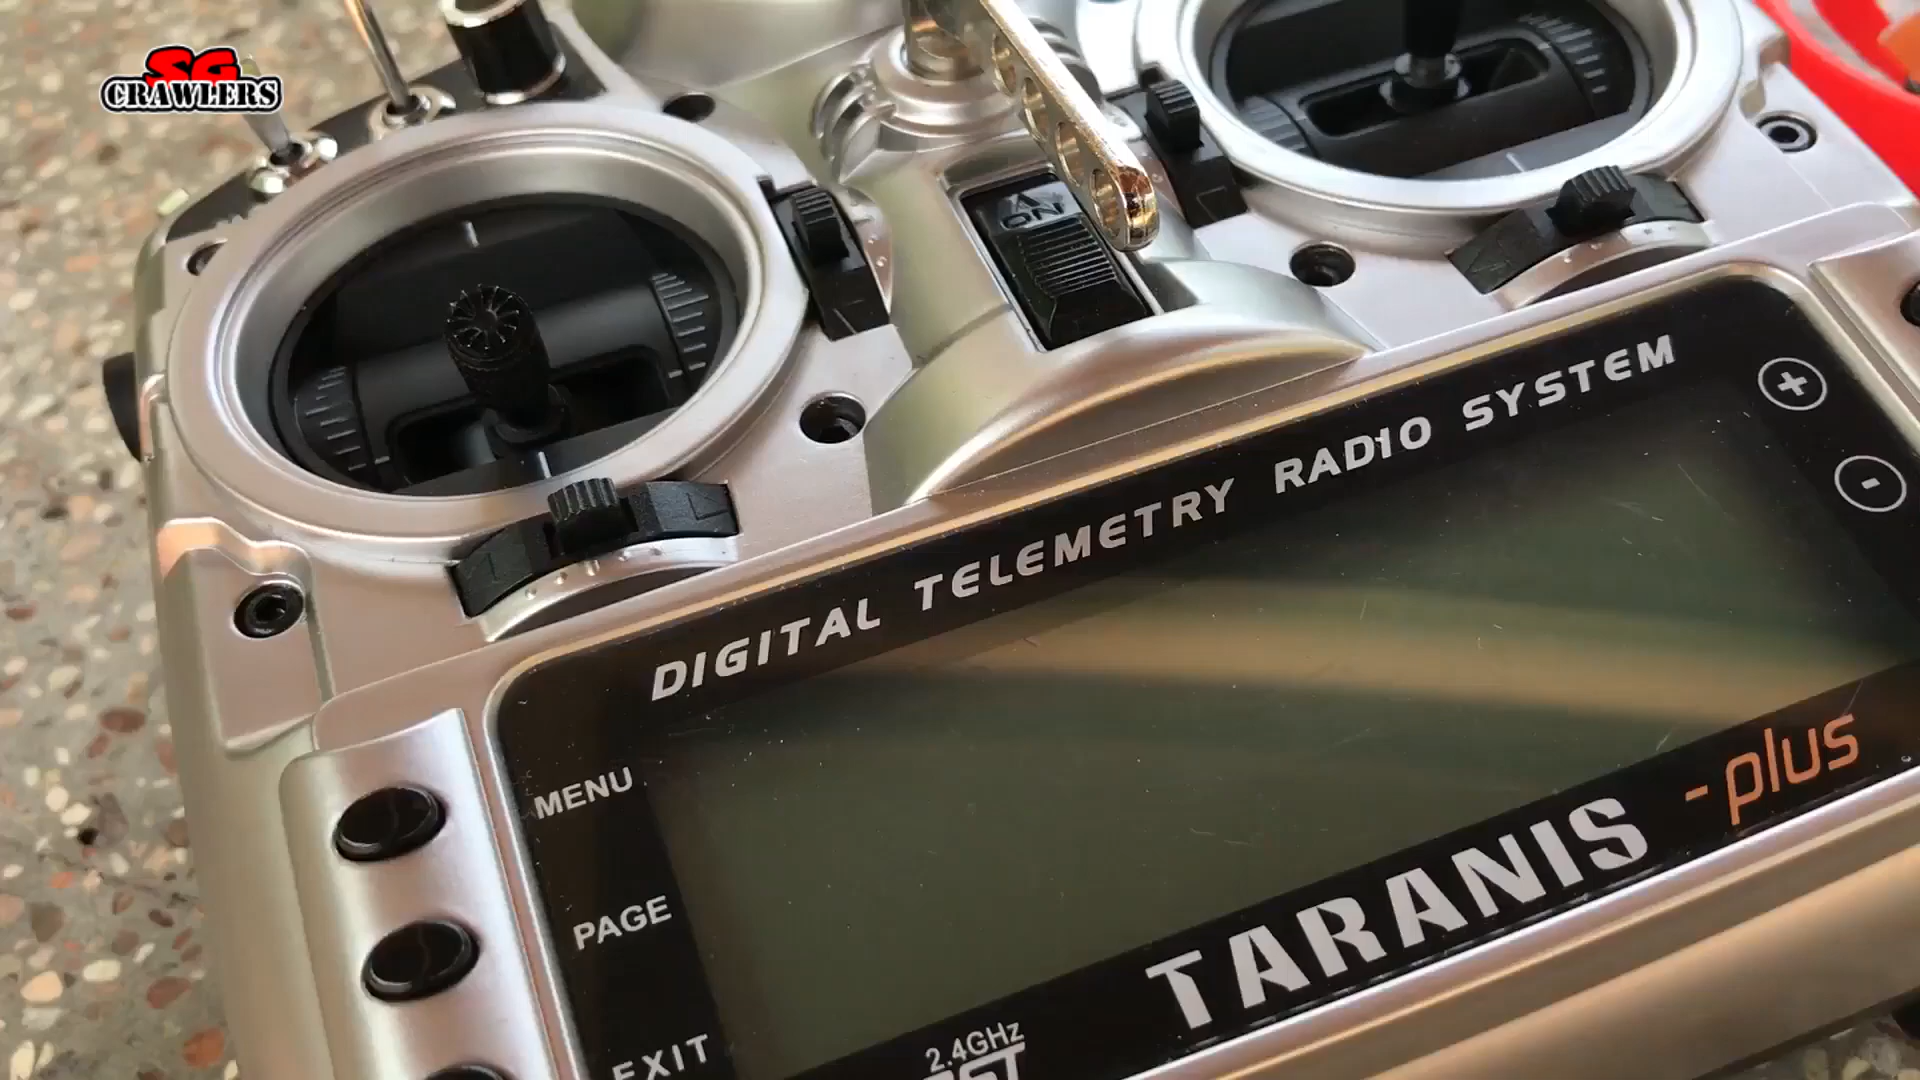 SG
CRAWLERS
ON
DIGITAL TELEMETRY RADIO SYSTEM
MENU
PAGE
EXIT
TARANIS -plus
2.4GHz